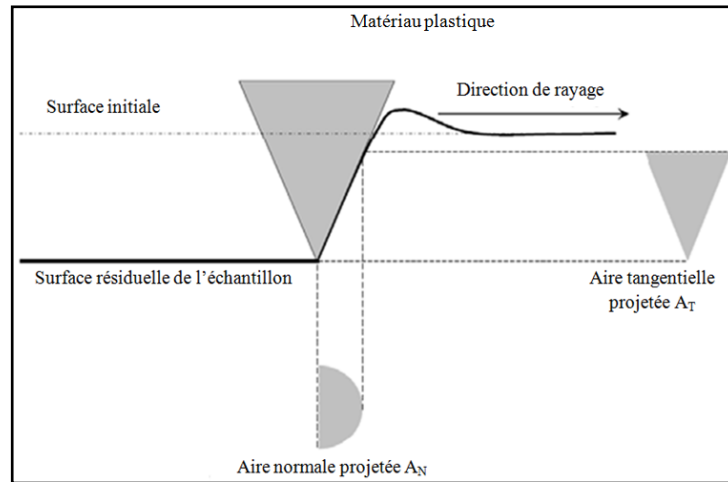 Matériau plastique
Direction de rayage
Surface initiale
Surface résiduelle de l'échantillon
Aire tangentielle
projetée A_T
Aire normale projetée A_N